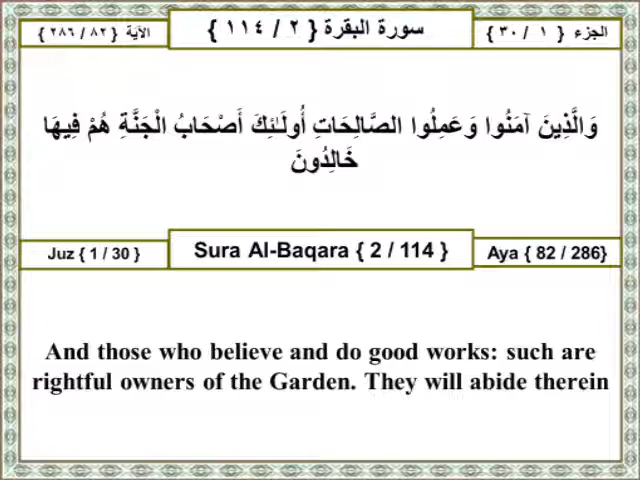 الجزء { ١ / ٣٠ }
سورة البقرة { ٢ / ١١٤ }
الآية { ٨٢ / ٢٨٦ }
وَالَّذِينَ آمَنُوا وَعَمِلُوا الصَّالِحَاتِ أُولَـٰئِكَ أَصْحَابُ الْجَنَّةِ هُمْ فِيهَا
خَالِدُونَ
Juz { 1 / 30 }
Sura Al-Baqara { 2 / 114 }
Aya { 82 / 286}
And those who believe and do good works: such are
rightful owners of the Garden. They will abide therein